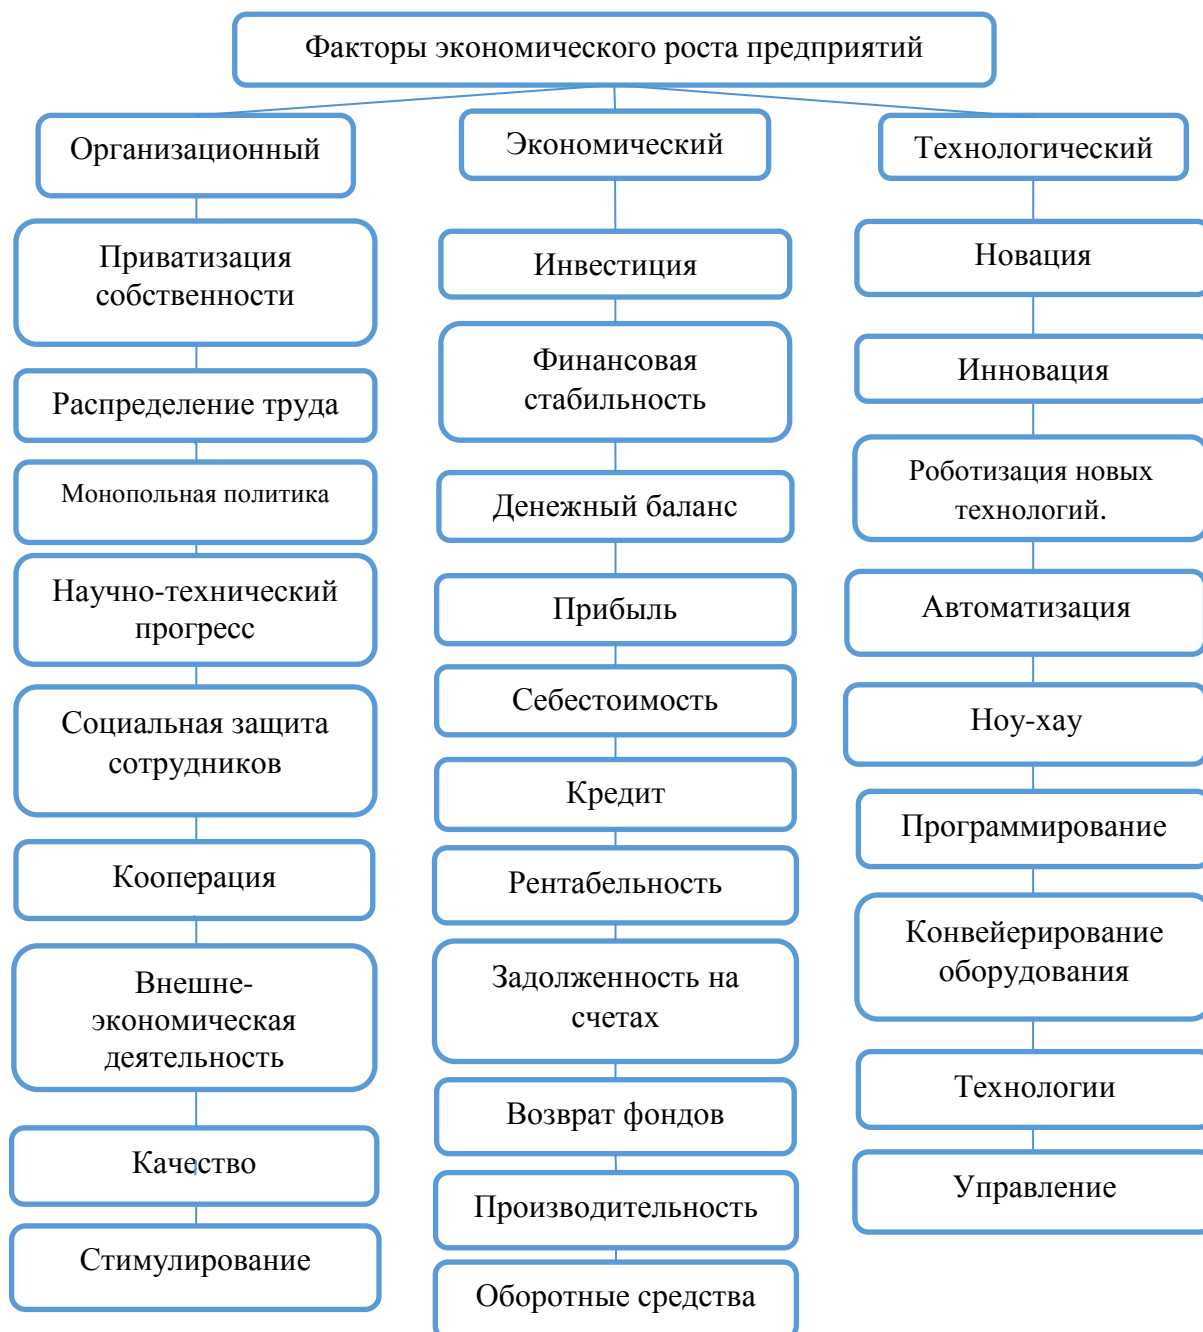 Факторы экономического роста предприятий
Организационный
Приватизация
собственности
Распределение труда
Монопольная политика
Научно-технический
прогресс
Социальная защита
сотрудников
Кооперация
Внешне-
экономическая
деятельность
Качество
Стимулирование
Экономический
Инвестиция
Финансовая
стабильность
Денежный баланс
Прибыль
Себестоимость
Кредит
Рентабельность
Задолженность на
счетах
Возврат фондов
Производительность
Оборотные средства
Технологический
Новация
Инновация
Роботизация новых
технологий.
Автоматизация
Ноу-хау
Программирование
Конвейерирование
оборудования
Технологии
Управление